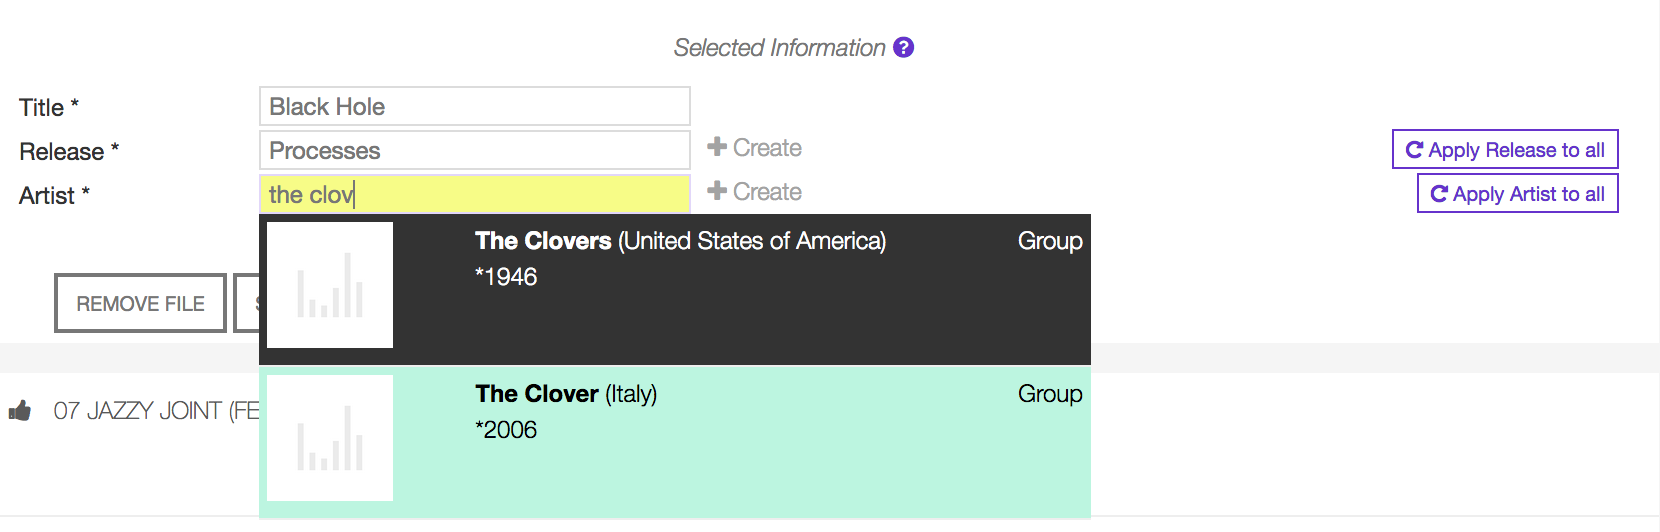 Selected Information ?
Title * Black Hole
Release * Processes Create Apply Release to all
Artist * the clov Create Apply Artist to all
The Clovers (United States of America) Group
*1946
REMOVE FILE
The Clover (Italy) Group
07 JAZZY JOINT (FE
*2006